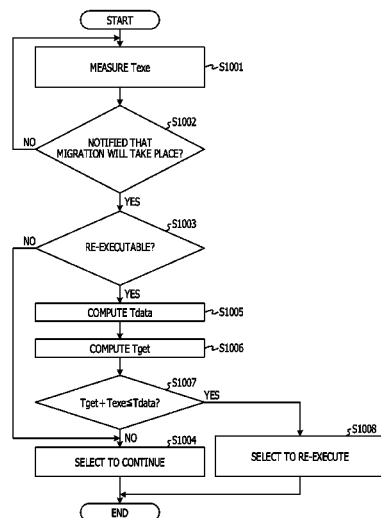 START
MEASURE Texe
S1001
S1002
NOTIFIED THAT
MIGRATION WILL TAKE PLACE?
NO
YES
S1003
RE-EXECUTABLE?
NO
YES
COMPUTE Tdata
S1005
COMPUTE Tget
S1006
S1007
Tget+Texe≦Tdata?
YES
NO
S1004
SELECT TO CONTINUE
S1008
SELECT TO RE-EXECUTE
END